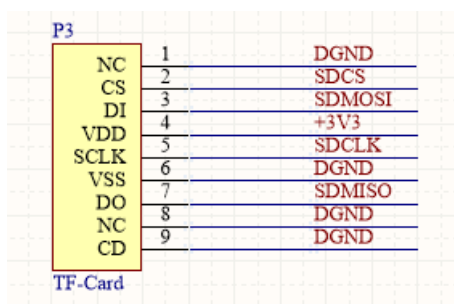 P3
NC 1 DGND
CS 2 SDCS
DI 3 SDMOSI
VDD 4 +3V3
SCLK 5 SDCLK
VSS 6 DGND
DO 7 SDMISO
NC 8 DGND
CD 9 DGND
TF-Card